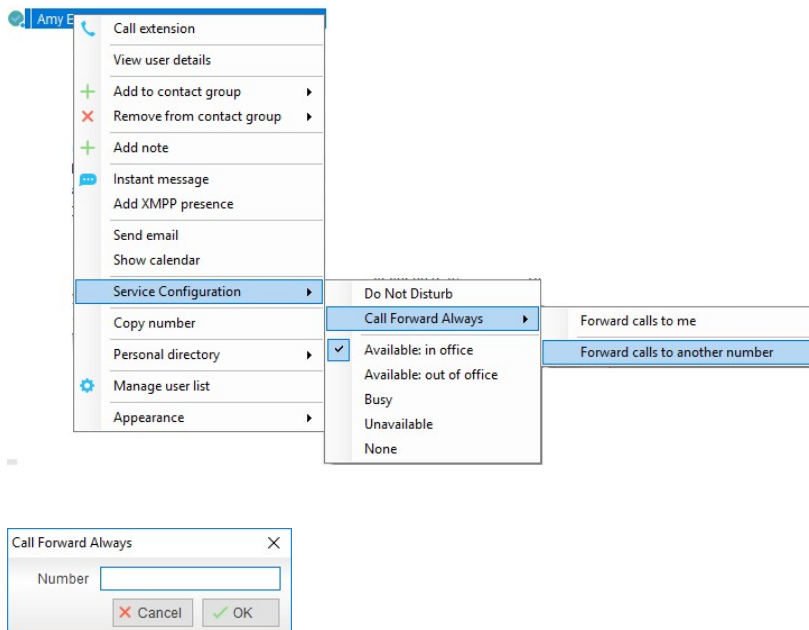 Amy E
Call extension
View user details
Add to contact group
Remove from contact group
Add note
Instant message
Add XMPP presence
Send email
Show calendar
Service Configuration
Copy number
Personal directory
Manage user list
Appearance
Do Not Disturb
Call Forward Always
Available: in office
Available: out of office
Busy
Unavailable
None
Forward calls to me
Forward calls to another number
Call Forward Always
Number
Cancel
OK